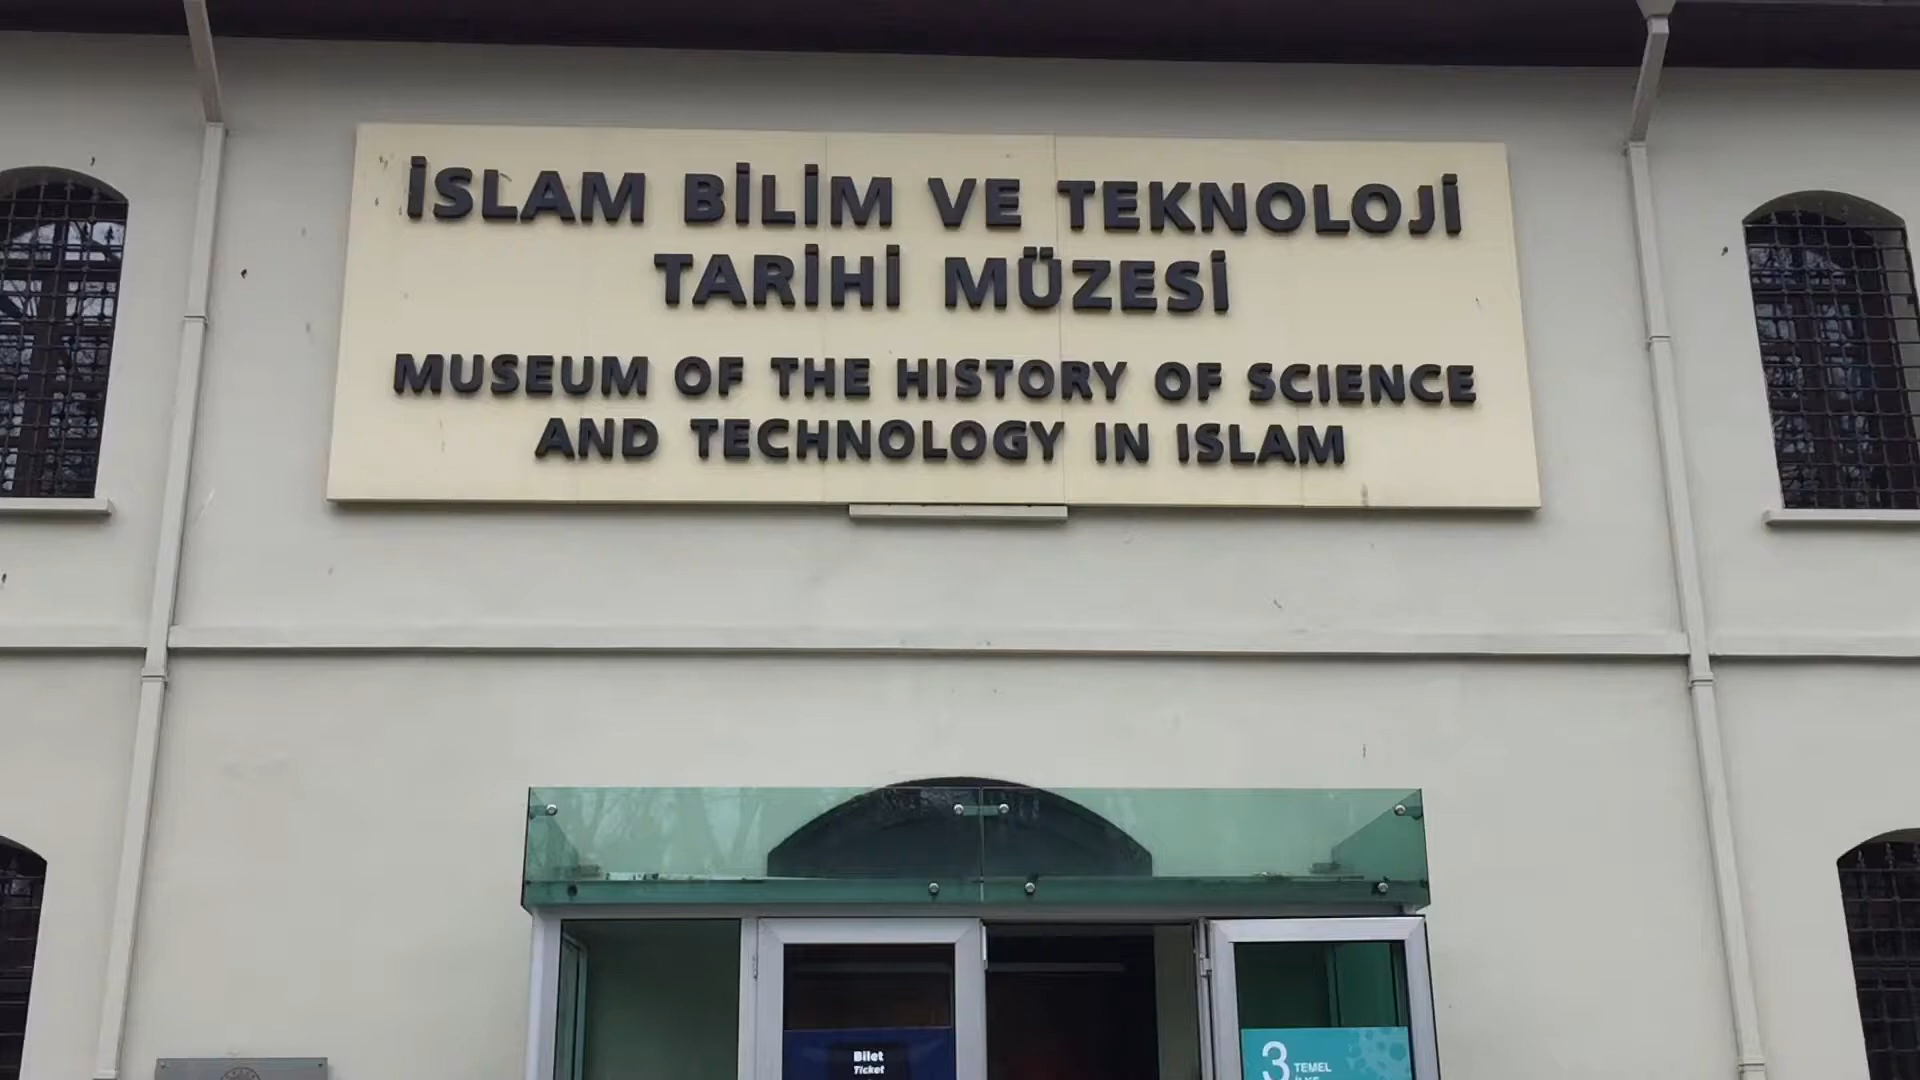 İSLAM BİLİM VE TEKNOLOJİ
TARİHİ MÜZESİ
MUSEUM OF THE HISTORY OF SCIENCE
AND TECHNOLOGY IN ISLAM
Bilet
Ticket
3 TEMEL
İLKE